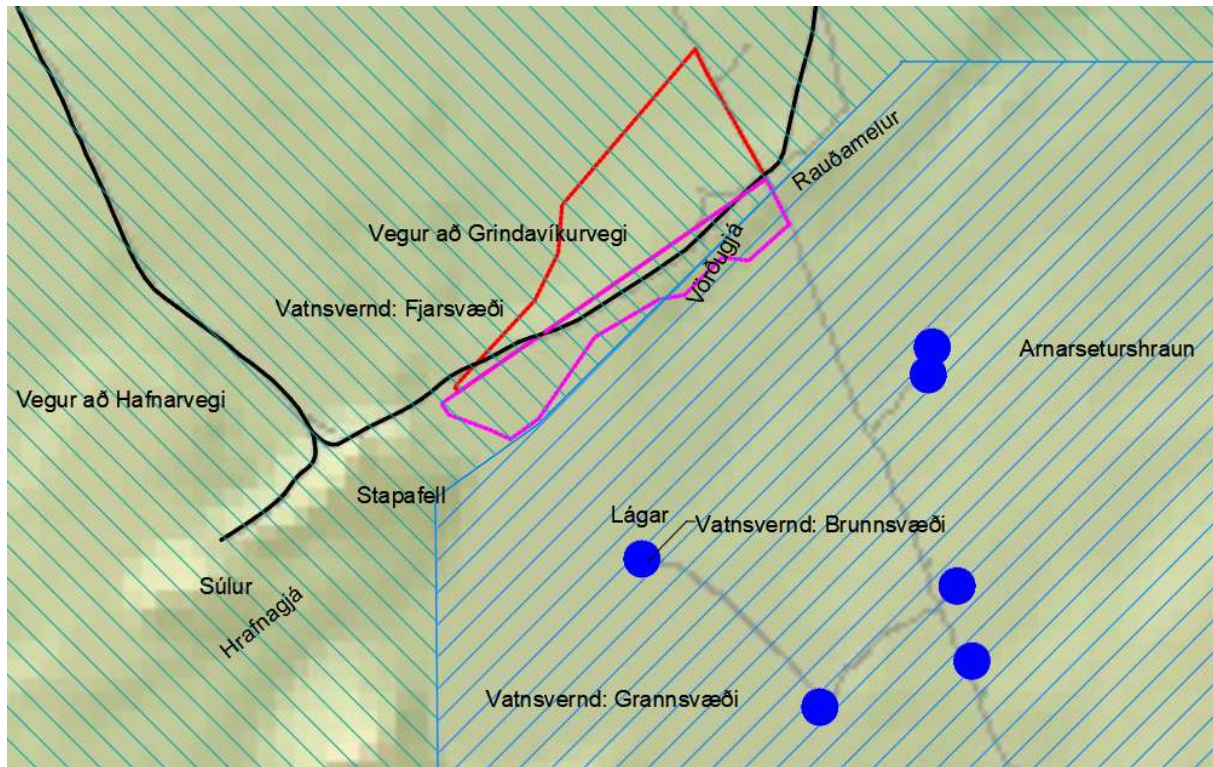 Rauðamelur
Vegur að Grindavíkurvegi
Vörðugjá
Vatnsvernd: Fjarsvæði
Arnarseturshraun
Vegur að Hafnarvegi
Stapafell
Lágar
Vatnsvernd: Brunnsvæði
Súlur
Hrafnagjá
Vatnsvernd: Grannsvæði